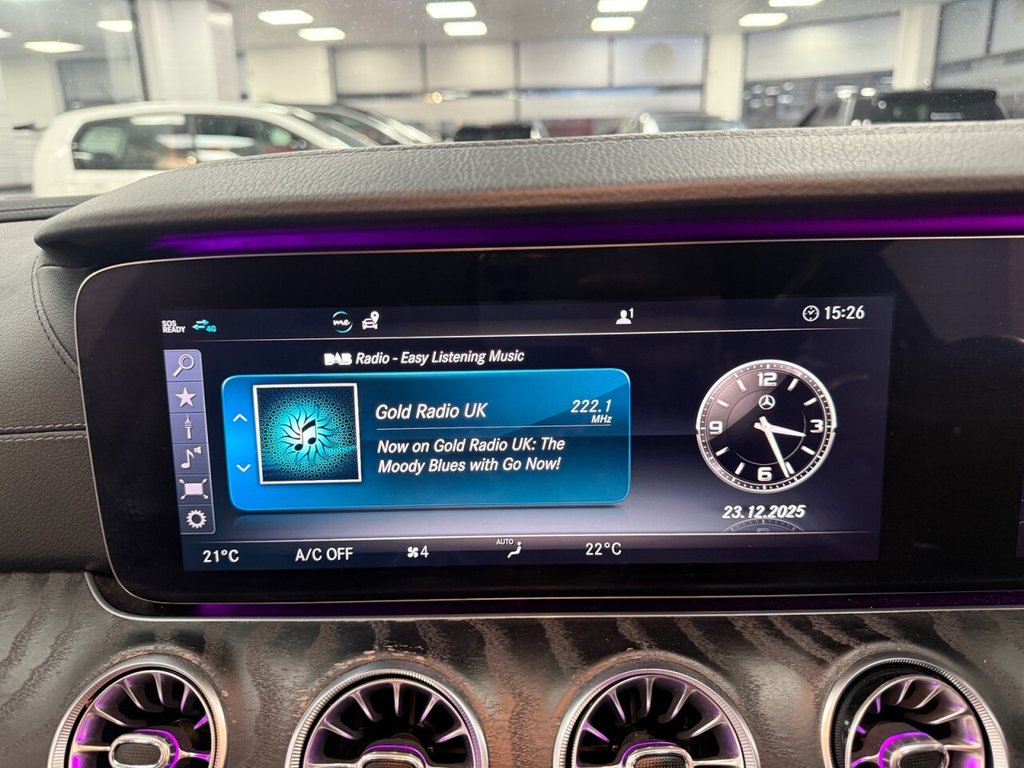 SOS
READY
4G
me
1
15:26
DAB Radio - Easy Listening Music
Gold Radio UK
222.1
MHz
Now on Gold Radio UK: The
Moody Blues with Go Now!
12
9
3
6
23.12.2025
21°C
A/C OFF
4
AUTO
22°C